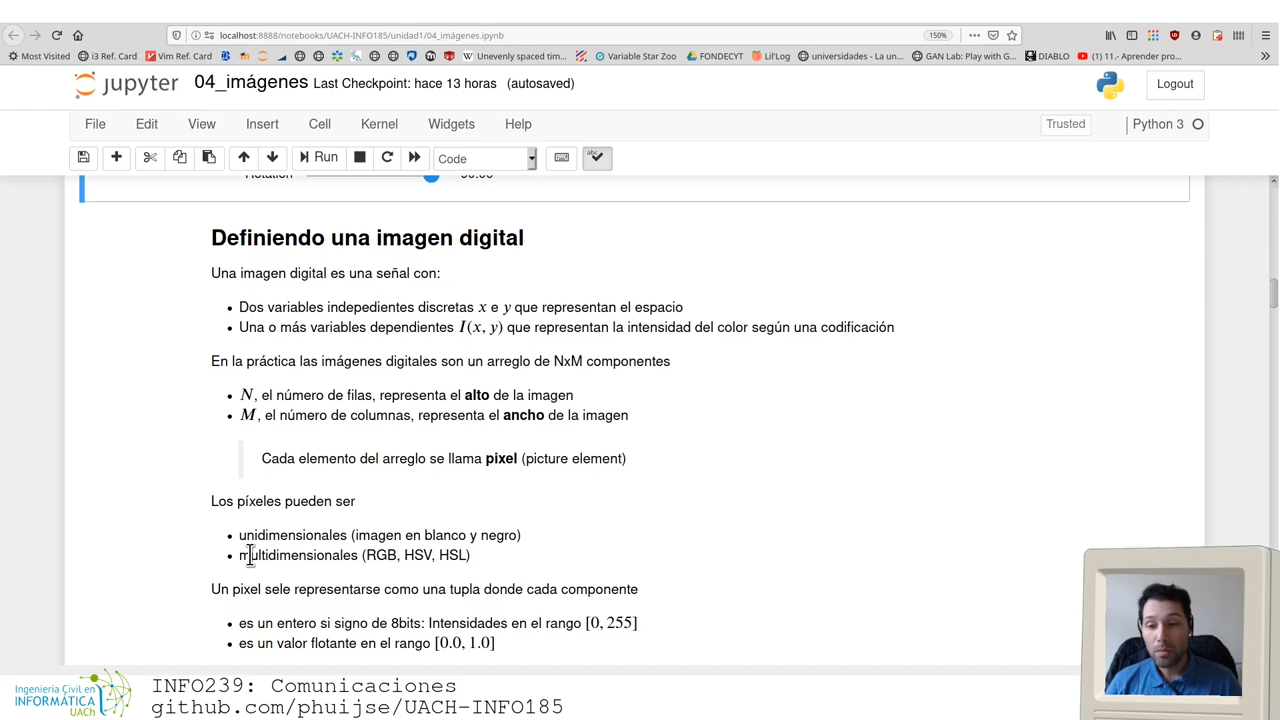 localhost:8888/notebooks/UACH-INFO185/unidad1/04_imágenes.ipynb
150%
Most Visited i3 Ref. Card Vim Ref. Card Unevenly spaced tim... Variable Star Zoo FONDECYT Lil'Log universidades - La un... GAN Lab: Play with G... DIABLO (1) 11.- Aprender pro...
jupyter 04_imágenes Last Checkpoint: hace 13 horas (autosaved) Logout
File Edit View Insert Cell Kernel Widgets Help Trusted Python 3
Run Code
Rotation 90.00
Definiendo una imagen digital
Una imagen digital es una señal con:
• Dos variables indepedientes discretas x e y que representan el espacio
• Una o más variables dependientes I(x, y) que representan la intensidad del color según una codificación
En la práctica las imágenes digitales son un arreglo de NxM componentes
• N, el número de filas, representa el alto de la imagen
• M, el número de columnas, representa el ancho de la imagen
Cada elemento del arreglo se llama pixel (picture element)
Los píxeles pueden ser
• unidimensionales (imagen en blanco y negro)
• multidimensionales (RGB, HSV, HSL)
Un pixel sele representarse como una tupla donde cada componente
• es un entero si signo de 8bits: Intensidades en el rango [0, 255]
• es un valor flotante en el rango [0.0, 1.0]
Ingeniería Civil en
INFORMÁTICA
UACh
INFO239: Comunicaciones
github.com/phuijse/UACH-INFO185